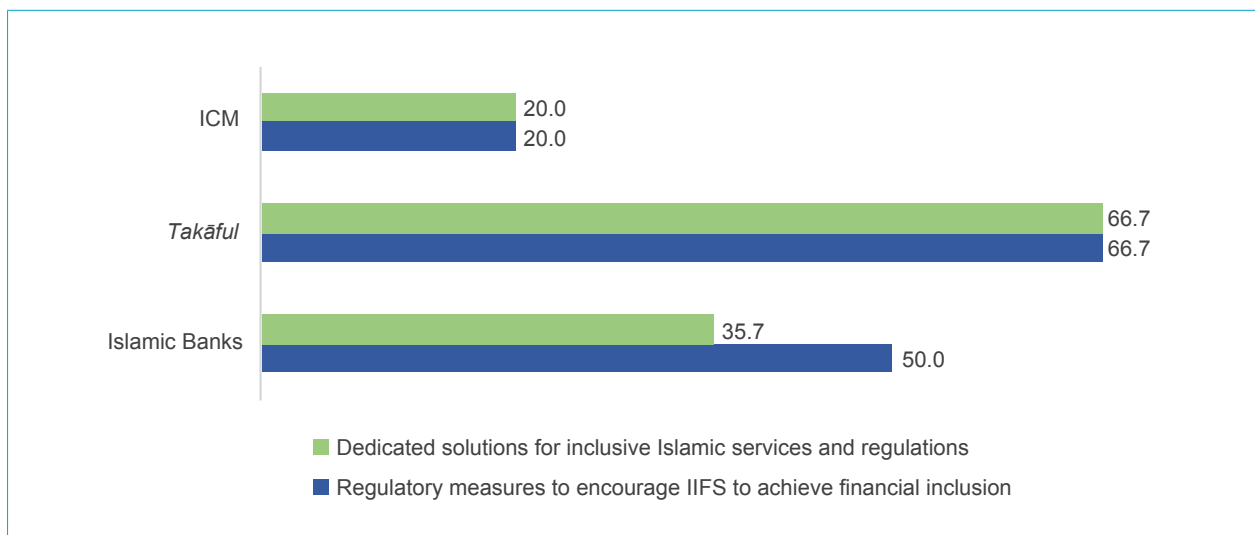 ICM
20.0
20.0
Takāful
66.7
66.7
Islamic Banks
35.7
50.0
Dedicated solutions for inclusive Islamic services and regulations
Regulatory measures to encourage IIFS to achieve financial inclusion